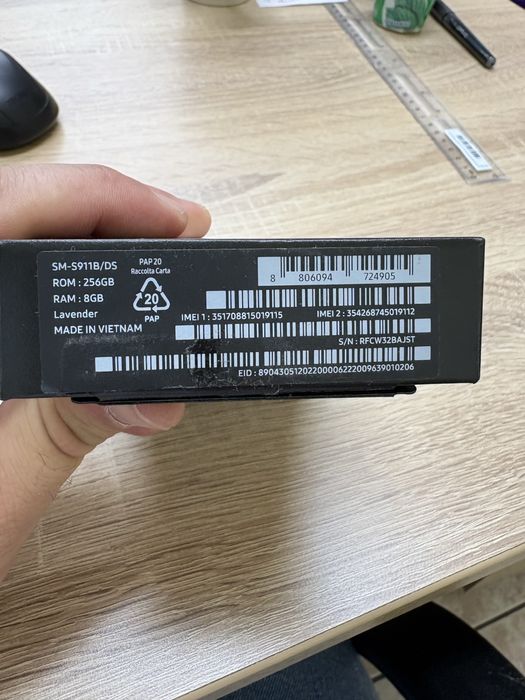 SM-S911B/DS
ROM : 256GB
RAM : 8GB
Lavender
MADE IN VIETNAM
PAP 20
Raccolta Carta
20
PAP
8 806094 724905
IMEI 1 : 351708815019115 IMEI 2 : 354268745019112
S/N : RFCW32BAJST
EID : 89043051202200006222009639010206